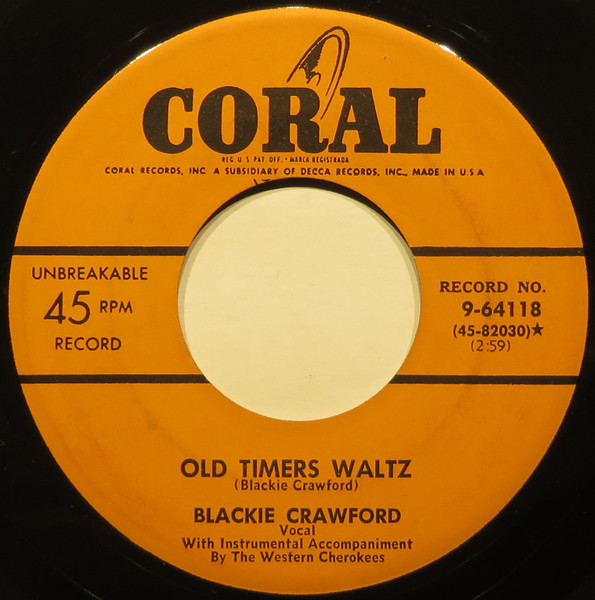 CORAL
REG. U S PAT. OFF. • MARCA REGISTRADA
CORAL RECORDS, INC. A SUBSIDIARY OF DECCA RECORDS, INC., MADE IN U S A
UNBREAKABLE
45 RPM
RECORD
RECORD NO.
9-64118
(45-82030)★
(2:59)
OLD TIMERS WALTZ
(Blackie Crawford)
BLACKIE CRAWFORD
Vocal
With Instrumental Accompaniment
By The Western Cherokees